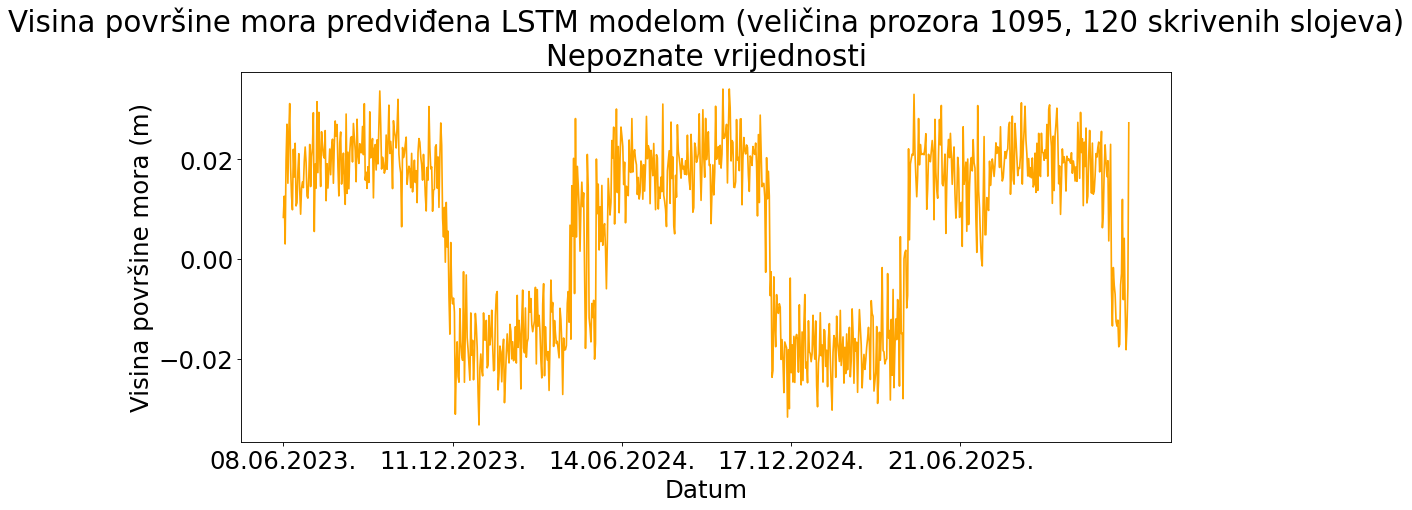 Visina površine mora predviđena LSTM modelom (veličina prozora 1095, 120 skrivenih slojeva)
Nepoznate vrijednosti
Visina površine mora (m)
0.02
0.00
−0.02
08.06.2023. 11.12.2023. 14.06.2024. 17.12.2024. 21.06.2025.
Datum